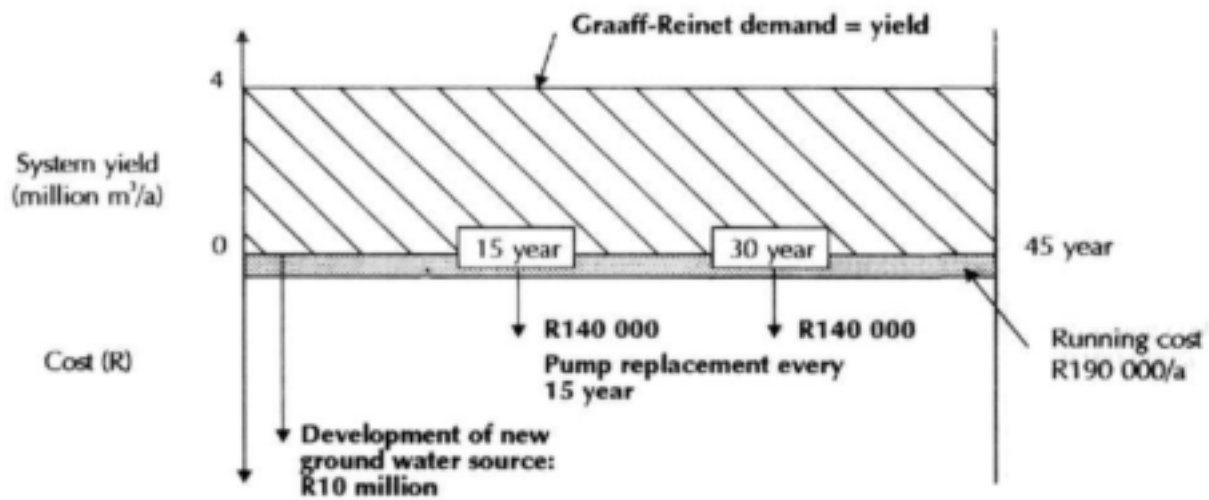 Graaff-Reinet demand = yield
4
System yield
(million m³/a)
0
15 year
30 year
45 year
R140 000
R140 000
Pump replacement every
15 year
Cost (R)
Running cost
R190 000/a
Development of new
ground water source:
R10 million